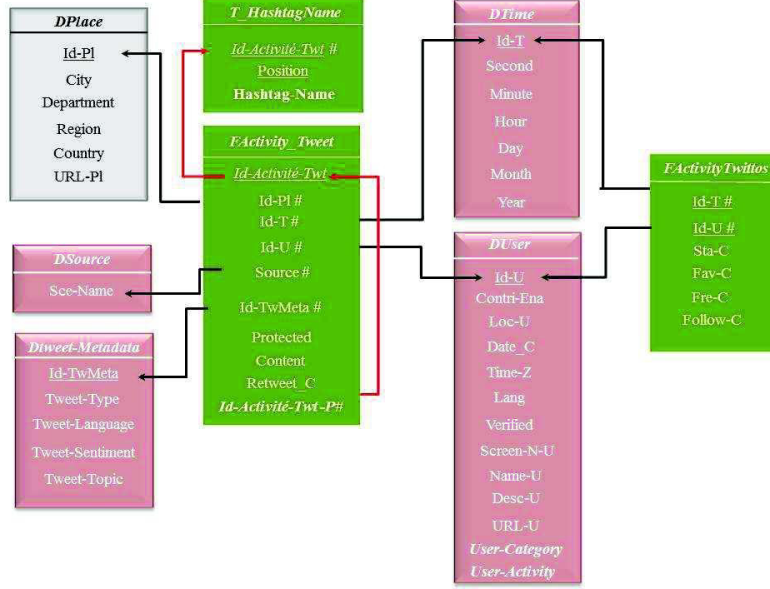 DPlace
Id-Pl
City
Department
Region
Country
URL-Pl
T_HashtagName
Id-Activité-Twt #
Position
Hashtag-Name
DTime
Id-T
Second
Minute
Hour
Day
Month
Year
FActivity_Tweet
Id-Activité-Twt
Id-Pl #
Id-T #
Id-U #
Source #
Id-TwMeta #
Protected
Content
Retweet_C
Id-Activité-Twt-P#
FActivityTwittos
Id-T #
Id-U #
Sta-C
Fav-C
Fre-C
Follow-C
DSource
Sce-Name
DUser
Id-U
Contri-Ena
Loc-U
Date_C
Time-Z
Lang
Verified
Screen-N-U
Name-U
Desc-U
URL-U
User-Category
User-Activity
Dtweet-Metadata
Id-TwMeta
Tweet-Type
Tweet-Language
Tweet-Sentiment
Tweet-Topic